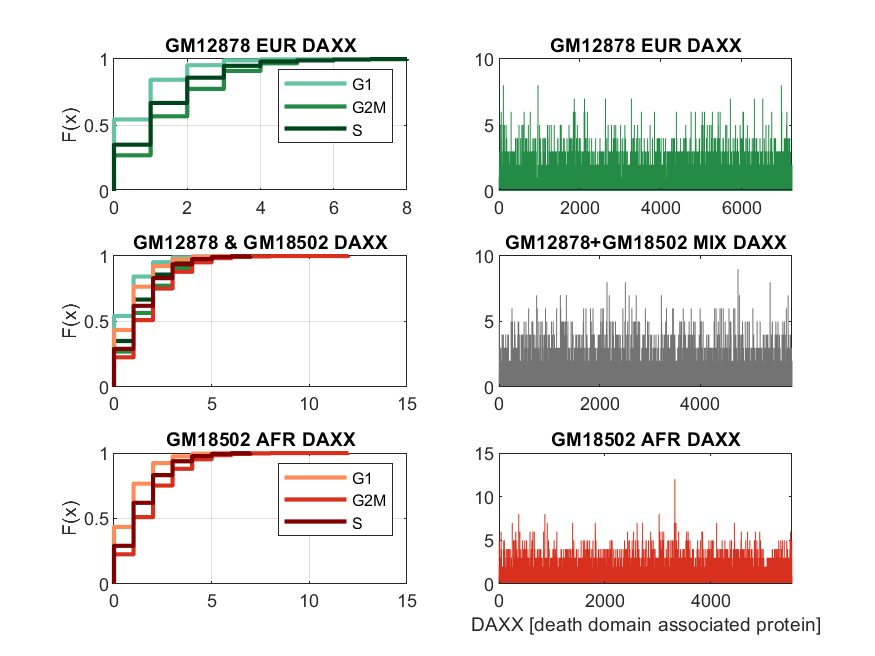 GM12878 EUR DAXX
F(x)
1
0.5
0
0 2 4 6 8
G1
G2M
S
GM12878 EUR DAXX
10
5
0
0 2000 4000 6000
GM12878 & GM18502 DAXX
F(x)
1
0.5
0
0 5 10 15
GM12878+GM18502 MIX DAXX
10
5
0
0 2000 4000
GM18502 AFR DAXX
F(x)
1
0.5
0
0 5 10 15
G1
G2M
S
GM18502 AFR DAXX
15
10
5
0
0 2000 4000
DAXX [death domain associated protein]